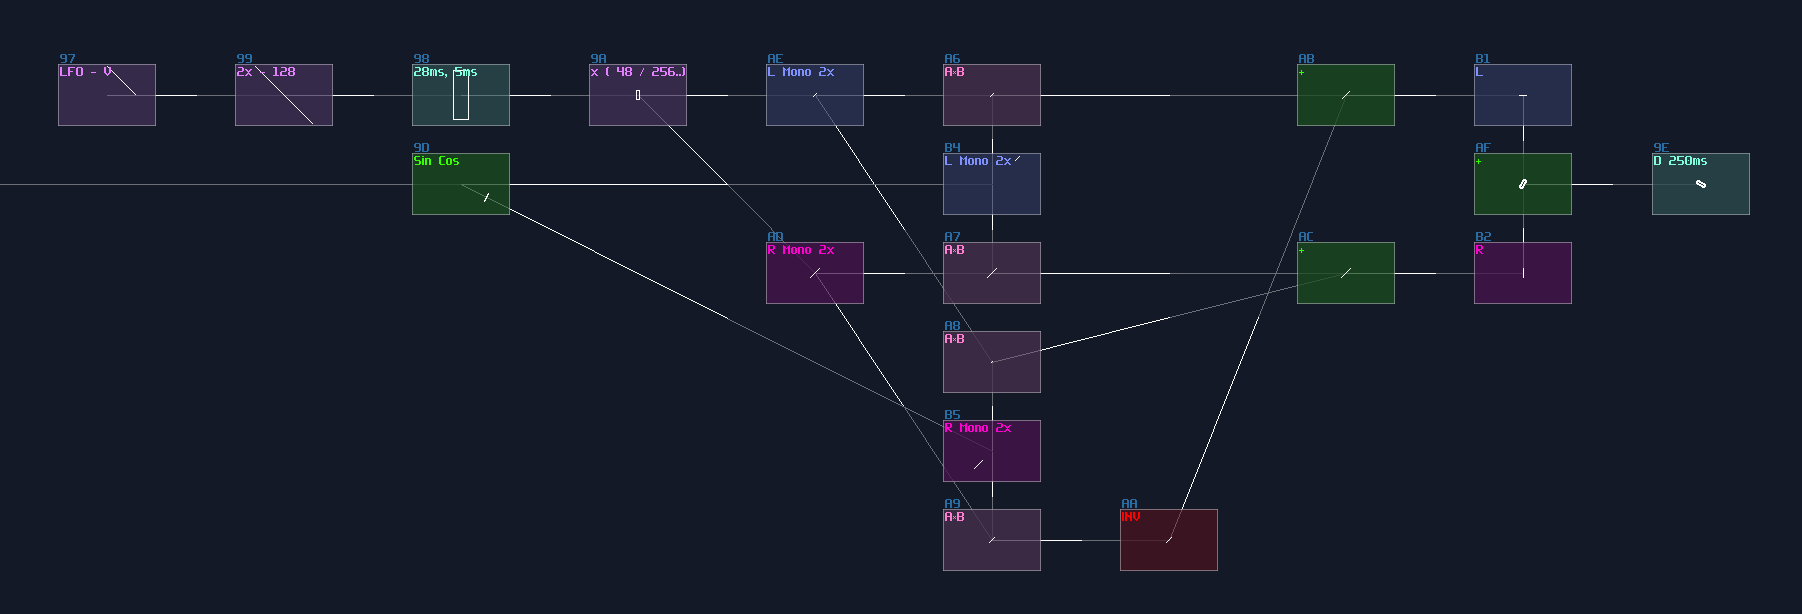 97 99 98 9A AE A6 AB B1
LFO - V 2x - 128 28ms, 5ms x ( 48 / 256..) L Mono 2x A×B + L
9D B4 AF 9E
Sin Cos L Mono 2x + D 250ms
A7 AC B2
R Mono 2x A×B + R
A8
A×B
B5
R Mono 2x
A9 AA
A×B INV